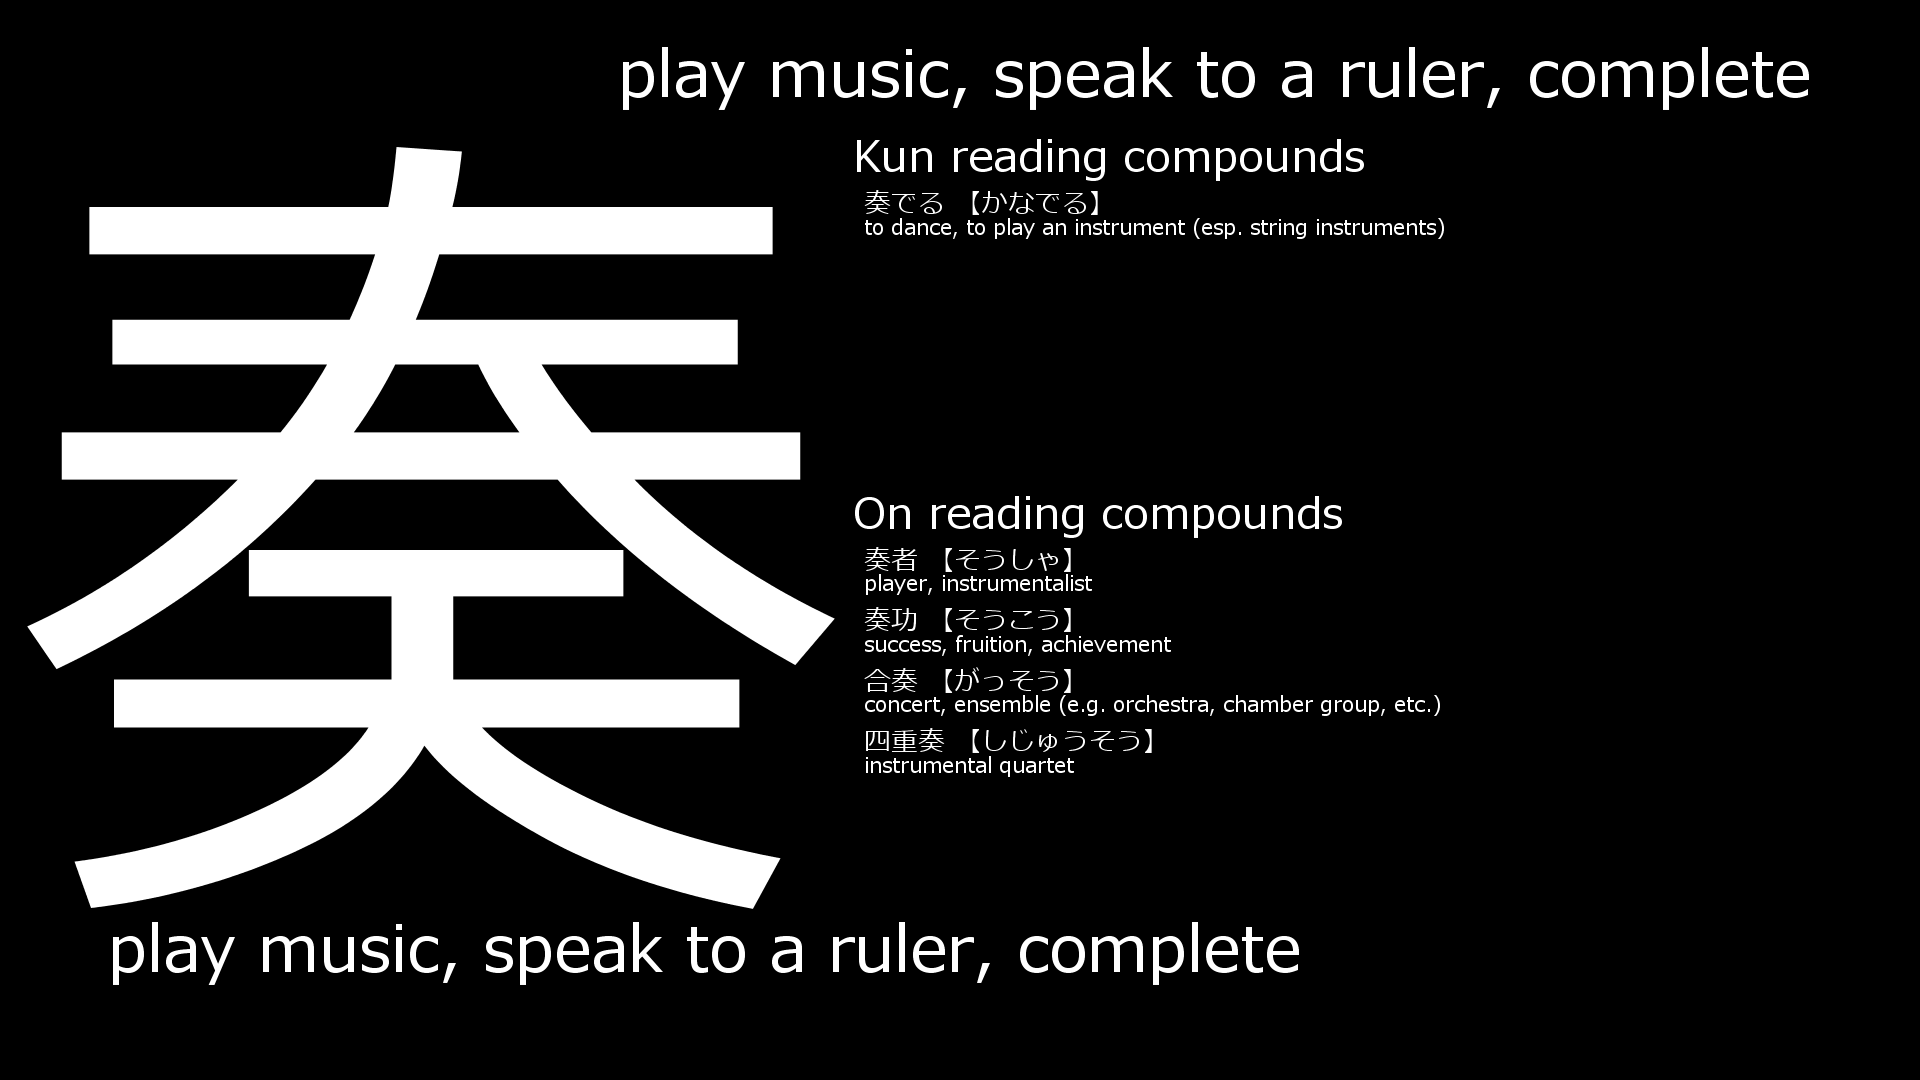 play music, speak to a ruler, complete
奏
Kun reading compounds
奏でる 【かなでる】
to dance, to play an instrument (esp. string instruments)
On reading compounds
奏者 【そうしゃ】
player, instrumentalist
奏功 【そうこう】
success, fruition, achievement
合奏 【がっそう】
concert, ensemble (e.g. orchestra, chamber group, etc.)
四重奏 【しじゅうそう】
instrumental quartet
play music, speak to a ruler, complete